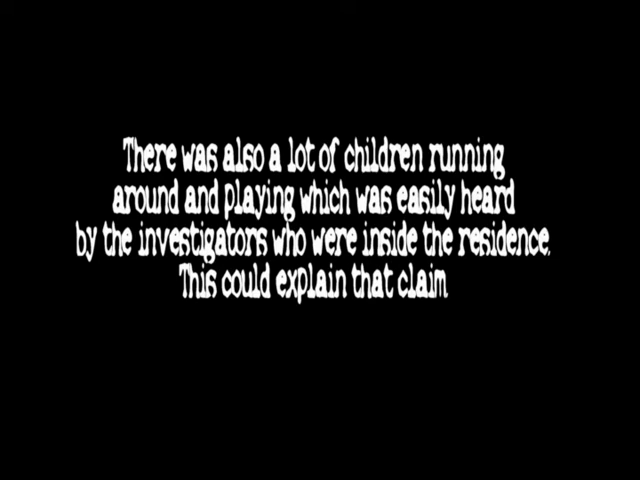 There was also a lot of children running
around and playing which was easily heard
by the investigators who were inside the residence.
This could explain that claim